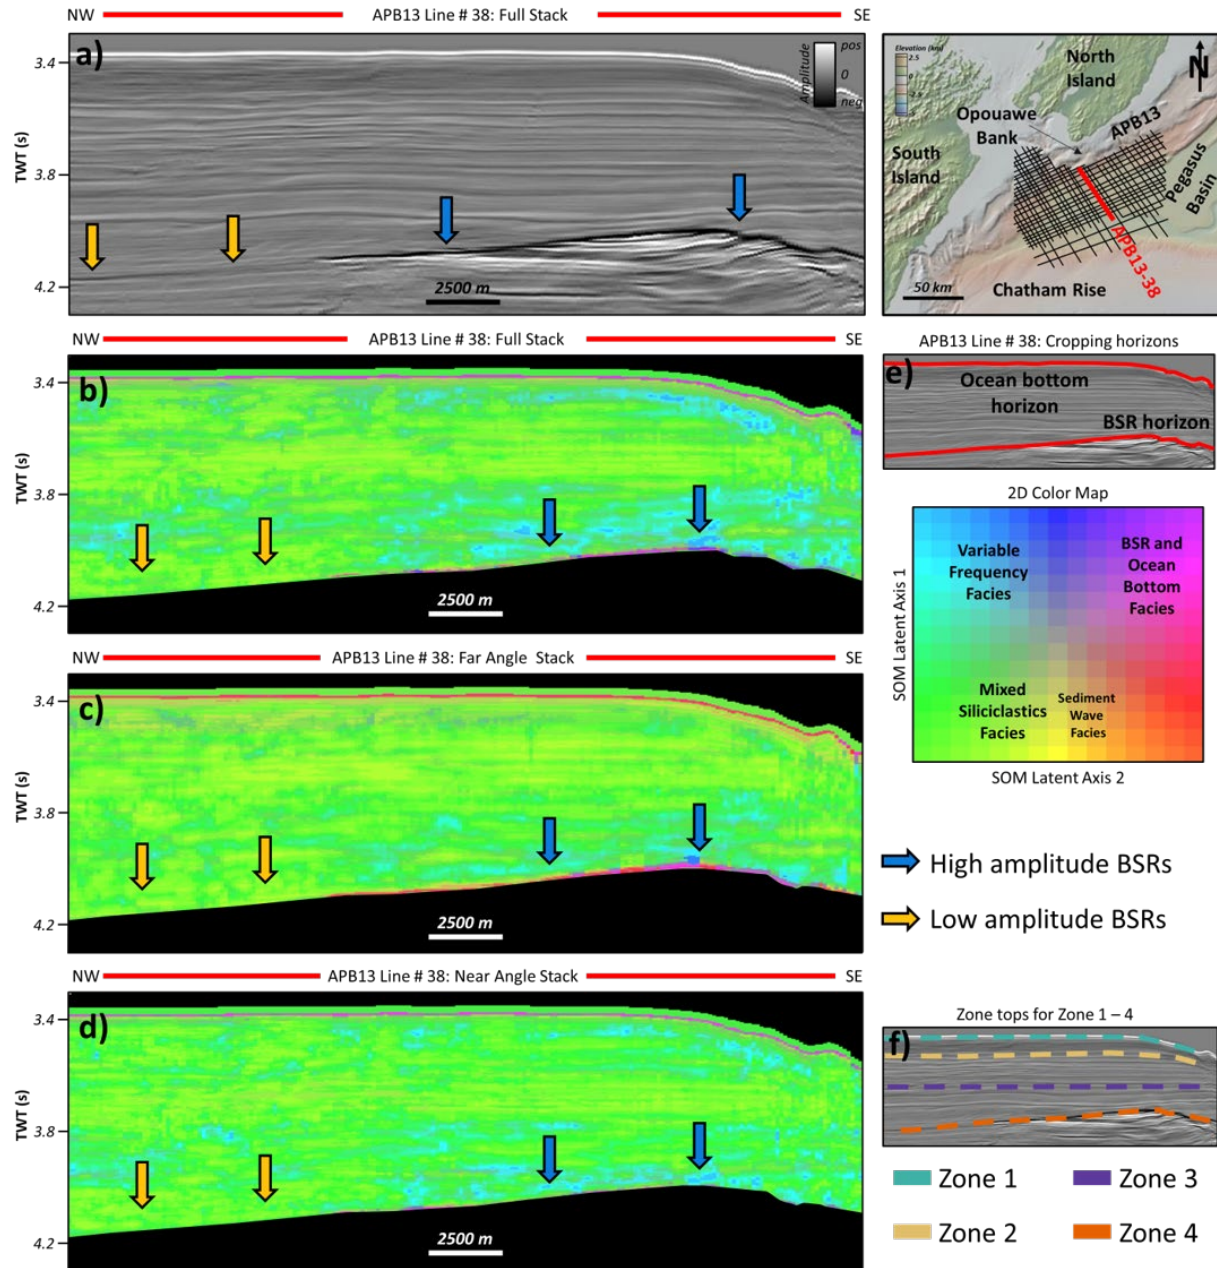 NW APB13 Line # 38: Full Stack SE
a)
pos
0
neg
Amplitude
3.4
3.8
4.2
TWT (s)
2500 m
Elevation (km)
2.5
0
-2.5
N
North
Island
Opouawe
Bank
APB13
South
Island
Pegasus
Basin
APB13-38
50 km
Chatham Rise
NW APB13 Line # 38: Full Stack SE
b)
3.4
3.8
4.2
TWT (s)
2500 m
APB13 Line # 38: Cropping horizons
e)
Ocean bottom
horizon
BSR horizon
2D Color Map
Variable
Frequency
Facies
BSR and
Ocean
Bottom
Facies
Mixed
Siliciclastics
Facies
Sediment
Wave
Facies
SOM Latent Axis 1
SOM Latent Axis 2
NW APB13 Line # 38: Far Angle Stack SE
c)
3.4
3.8
4.2
TWT (s)
2500 m
High amplitude BSRs
Low amplitude BSRs
NW APB13 Line # 38: Near Angle Stack SE
d)
3.4
3.8
4.2
TWT (s)
2500 m
Zone tops for Zone 1 – 4
f)
Zone 1
Zone 3
Zone 2
Zone 4